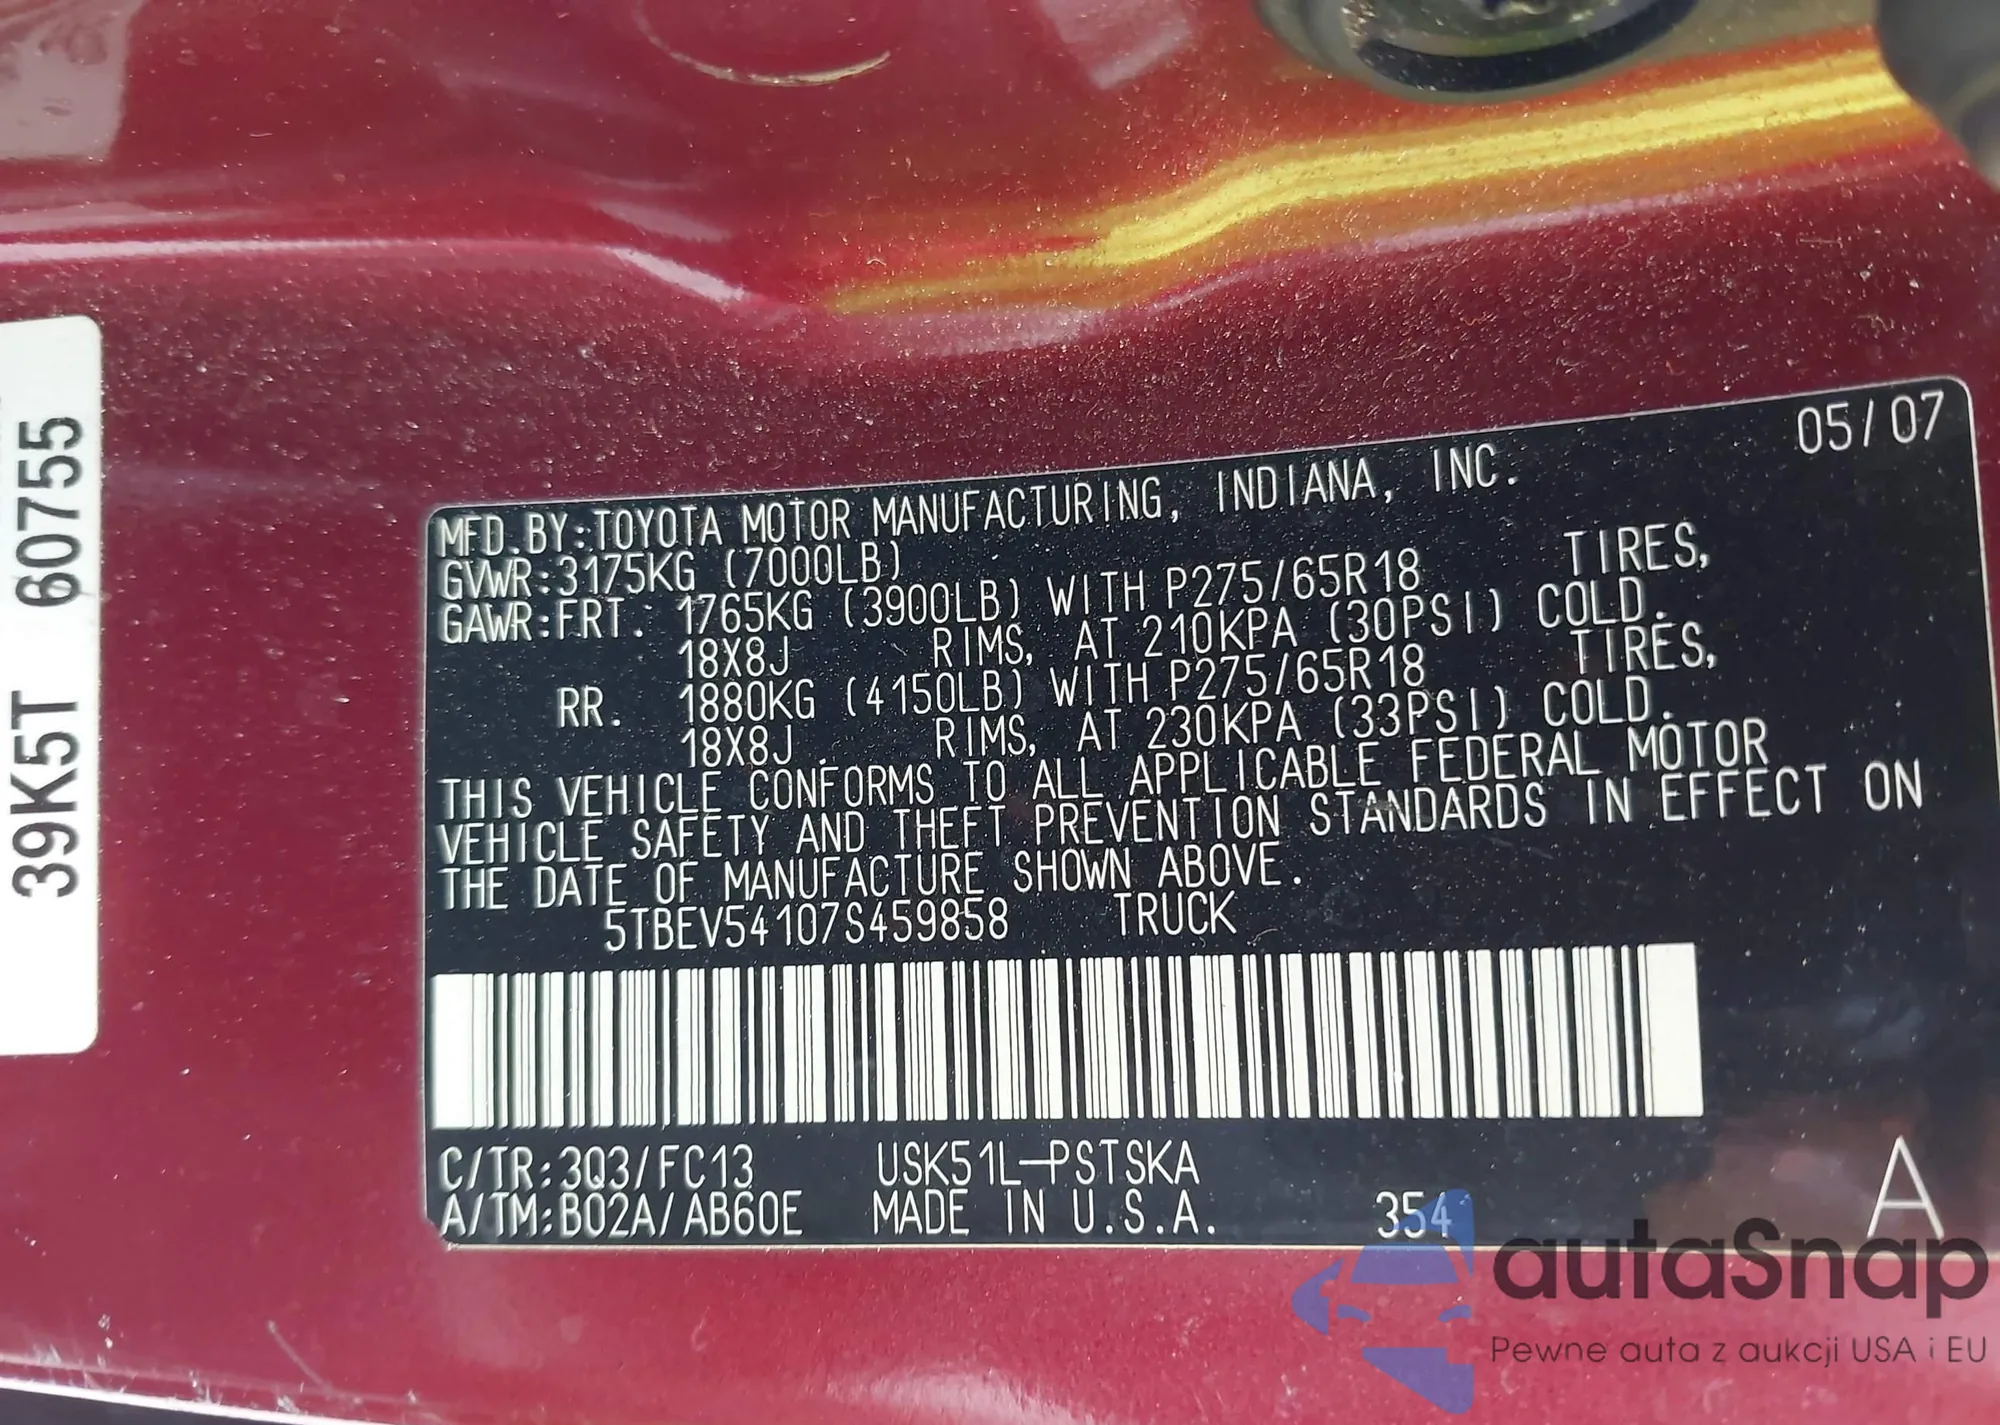 39K5T 60755
05/07
MFD.BY:TOYOTA MOTOR MANUFACTURING, INDIANA, INC.
GVWR:3175KG (7000LB)
GAWR:FRT. 1765KG (3900LB) WITH P275/65R18 TIRES,
18X8J RIMS, AT 210KPA (30PSI) COLD.
RR. 1880KG (4150LB) WITH P275/65R18 TIRES,
18X8J . RIMS, AT 230KPA (33PSI) COLD.
THIS VEHICLE CONFORMS TO ALL APPLICABLE FEDERAL MOTOR
VEHICLE SAFETY AND THEFT PREVENTION STANDARDS IN EFFECT ON
THE DATE OF MANUFACTURE SHOWN ABOVE.
5TBEV54107S459858 TRUCK
C/TR:3Q3/FC13 USK51L-PSTSKA
A/TM:B02A/AB60E MADE IN U.S.A. 354
A
autoSnap
Pewne auta z aukcji USA i EU